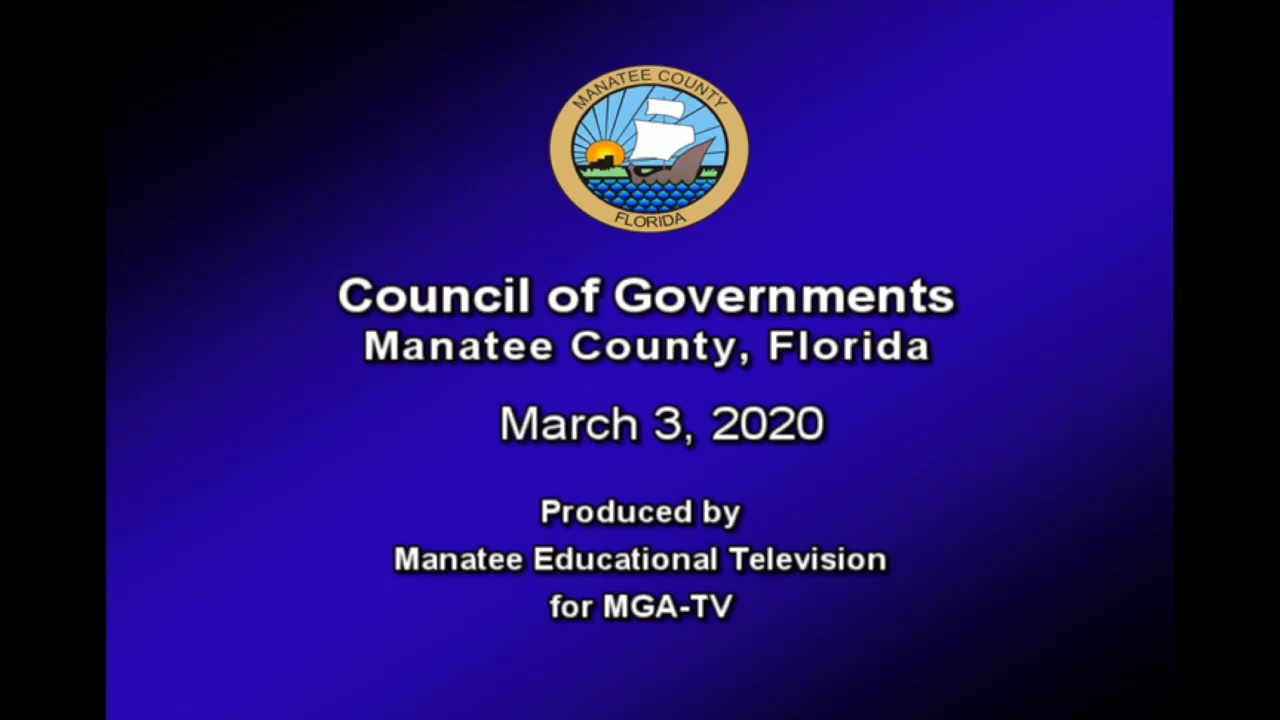 MANATEE COUNTY
FLORIDA
Council of Governments
Manatee County, Florida
March 3, 2020
Produced by
Manatee Educational Television
for MGA-TV